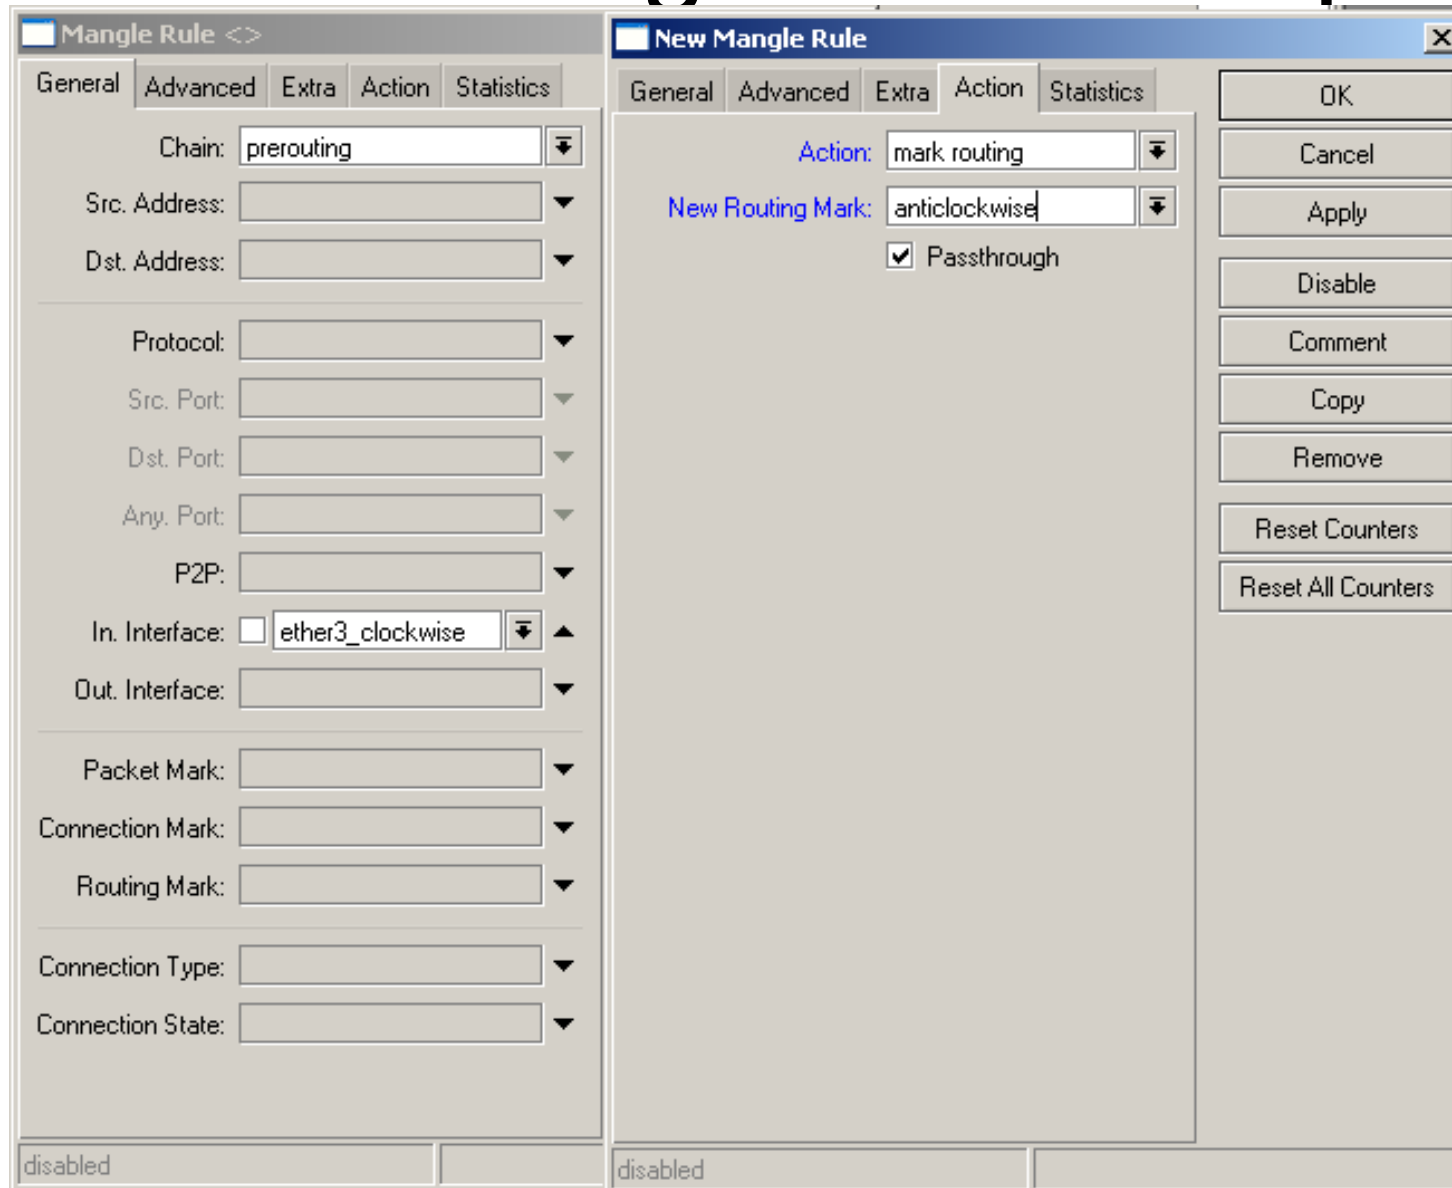 Mangle Rule <>
General Advanced Extra Action Statistics
Chain: prerouting
Src. Address:
Dst. Address:
Protocol:
Src. Port:
Dst. Port:
Any. Port:
P2P:
In. Interface: ether3_clockwise
Out. Interface:
Packet Mark:
Connection Mark:
Routing Mark:
Connection Type:
Connection State:
disabled
New Mangle Rule
General Advanced Extra Action Statistics
Action: mark routing
New Routing Mark: anticlockwise
Passthrough
disabled
OK
Cancel
Apply
Disable
Comment
Copy
Remove
Reset Counters
Reset All Counters